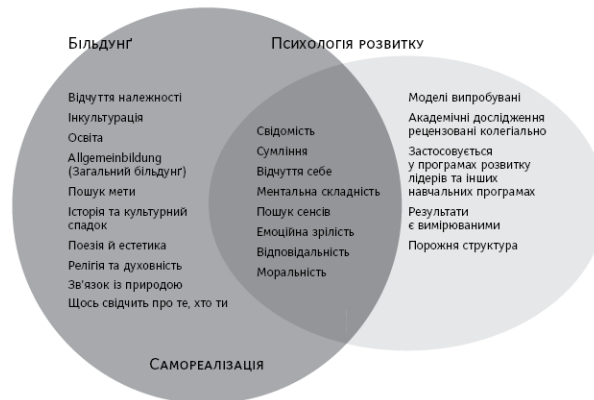 Більдунґ
Психологія розвитку
Відчуття належності
Інкультурація
Освіта
Allgemeinbildung
(Загальний більдунґ)
Пошук мети
Історія та культурний
спадок
Поезія й естетика
Релігія та духовність
Зв'язок із природою
Щось свідчить про те, хто ти
Свідомість
Сумління
Відчуття себе
Ментальна складність
Пошук сенсів
Емоційна зрілість
Відповідальність
Моральність
Моделі випробувані
Академічні дослідження
рецензовані колегіально
Застосовується
у програмах розвитку
лідерів та інших
навчальних програмах
Результати
є вимірюваними
Порожня структура
Самореалізація